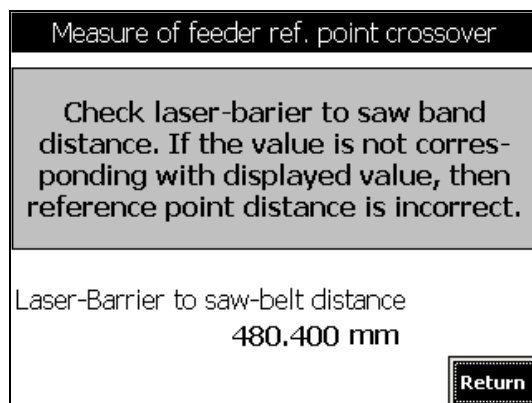 Measure of feeder ref. point crossover
Check laser-barier to saw band
distance. If the value is not corres-
ponding with displayed value, then
reference point distance is incorrect.
Laser-Barrier to saw-belt distance
480.400 mm
Return